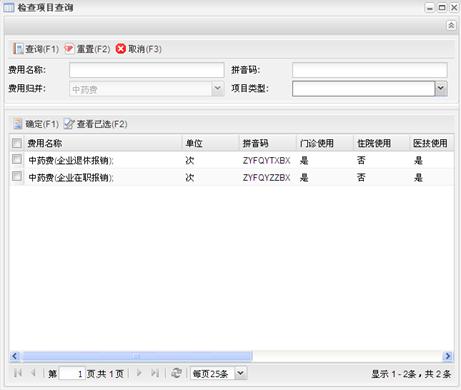 检查项目查询
查询(F1) 重置(F2) 取消(F3)
费用名称: 拼音码:
费用归并: 中药费 项目类型:
确定(F1) 查看已选(F2)
费用名称 单位 拼音码 门诊使用 住院使用 医技使用
中药费(企业退休报销); 次 ZYFQYTXBX 是 否 是
中药费(企业在职报销); 次 ZYFQYZZBX 是 否 是
第 1 页,共 1 页 每页25条 显示 1 - 2条，共 2 条